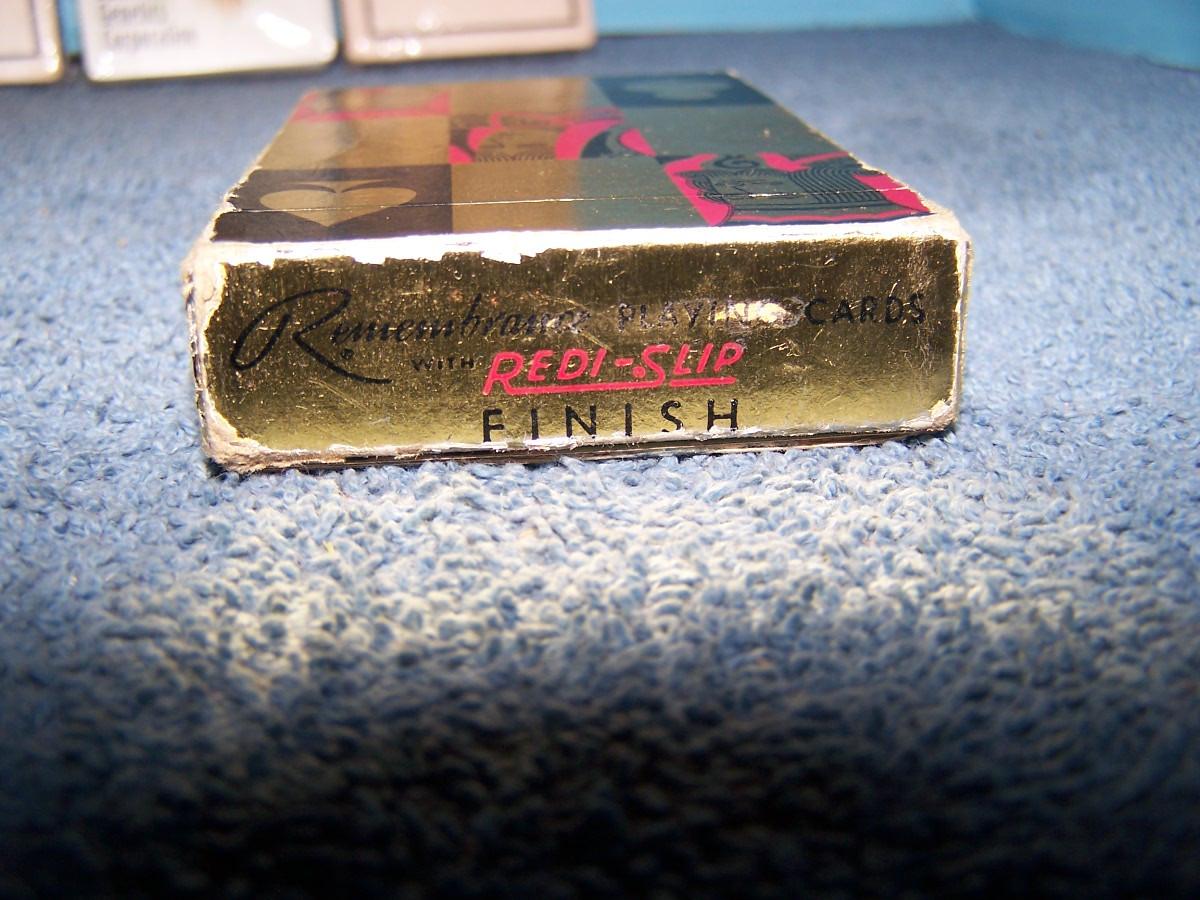 Remembrance PLAYING CARDS
WITH REDI-SLIP
FINISH